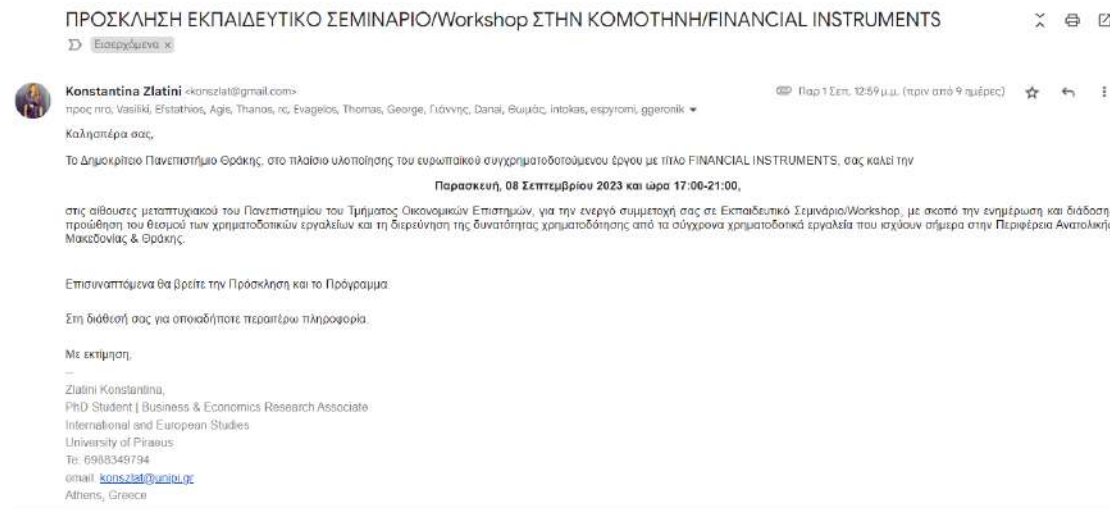 ΠΡΟΣΚΛΗΣΗ ΕΚΠΑΙΔΕΥΤΙΚΟ ΣΕΜΙΝΑΡΙΟ/Workshop ΣΤΗΝ ΚΟΜΟΤΗΝΗ/FINANCIAL INSTRUMENTS
Εισερχόμενα ×
Konstantina Zlatini <konszlat@gmail.com>
Παρ 1 Σεπ, 12:59 μ.μ. (πριν από 9 ημέρες)
προς nro, Vasiliki, Efstathios, Agis, Thanos, rc, Evagelos, Thomas, George, Γιάννης, Danai, Θωμάς, intokas, espyromi, ggeronik
Καλησπέρα σας,
Το Δημοκρίτειο Πανεπιστήμιο Θράκης, στο πλαίσιο υλοποίησης του ευρωπαϊκού συγχρηματοδοτούμενου έργου με τίτλο FINANCIAL INSTRUMENTS, σας καλεί την
Παρασκευή, 08 Σεπτεμβρίου 2023 και ώρα 17:00-21:00,
στις αίθουσες μεταπτυχιακού του Πανεπιστημίου του Τμήματος Οικονομικών Επιστημών, για την ενεργό συμμετοχή σας σε Εκπαιδευτικό Σεμινάριο/Workshop, με σκοπό την ενημέρωση και διάδοση
προώθηση του θεσμού των χρηματοδοτικών εργαλείων και τη διερεύνηση της δυνατότητας χρηματοδότησης από τα σύγχρονα χρηματοδοτικά εργαλεία που ισχύουν σήμερα στην Περιφέρεια Ανατολικής
Μακεδονίας & Θράκης.
Επισυναπτόμενα θα βρείτε την Πρόσκληση και το Πρόγραμμα
Στη διάθεσή σας για οποιαδήποτε περαιτέρω πληροφορία.
Με εκτίμηση,
--
Zlatini Konstantina,
PhD Student | Business & Economics Research Associate
International and European Studies
University of Piraeus
Te: 6988349794
email: konszlat@unipi.gr
Athens, Greece